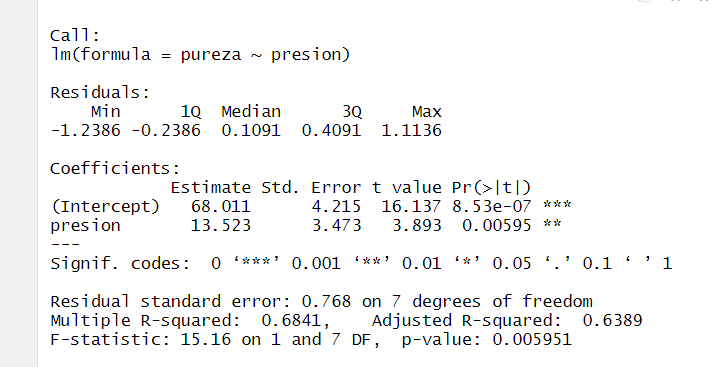 Call:
lm(formula = pureza ~ presion)
Residuals:
Min 1Q Median 3Q Max
-1.2386 -0.2386 0.1091 0.4091 1.1136
Coefficients:
Estimate Std. Error t value Pr(>|t|)
(Intercept) 68.011 4.215 16.137 8.53e-07 ***
presion 13.523 3.473 3.893 0.00595 **
---
Signif. codes: 0 ‘***’ 0.001 ‘**’ 0.01 ‘*’ 0.05 ‘.’ 0.1 ‘ ’ 1
Residual standard error: 0.768 on 7 degrees of freedom
Multiple R-squared: 0.6841, Adjusted R-squared: 0.6389
F-statistic: 15.16 on 1 and 7 DF, p-value: 0.005951